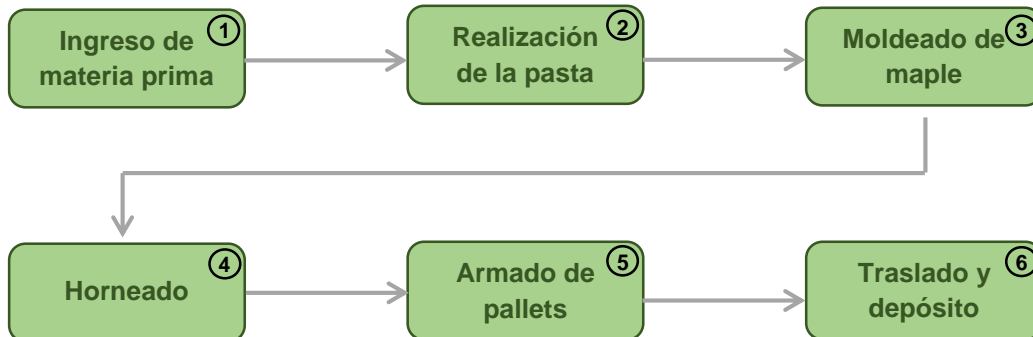 Ingreso de
materia prima
1
Realización
de la pasta
2
Moldeado de
maple
3
Horneado
4
Armado de
pallets
5
Traslado y
depósito
6